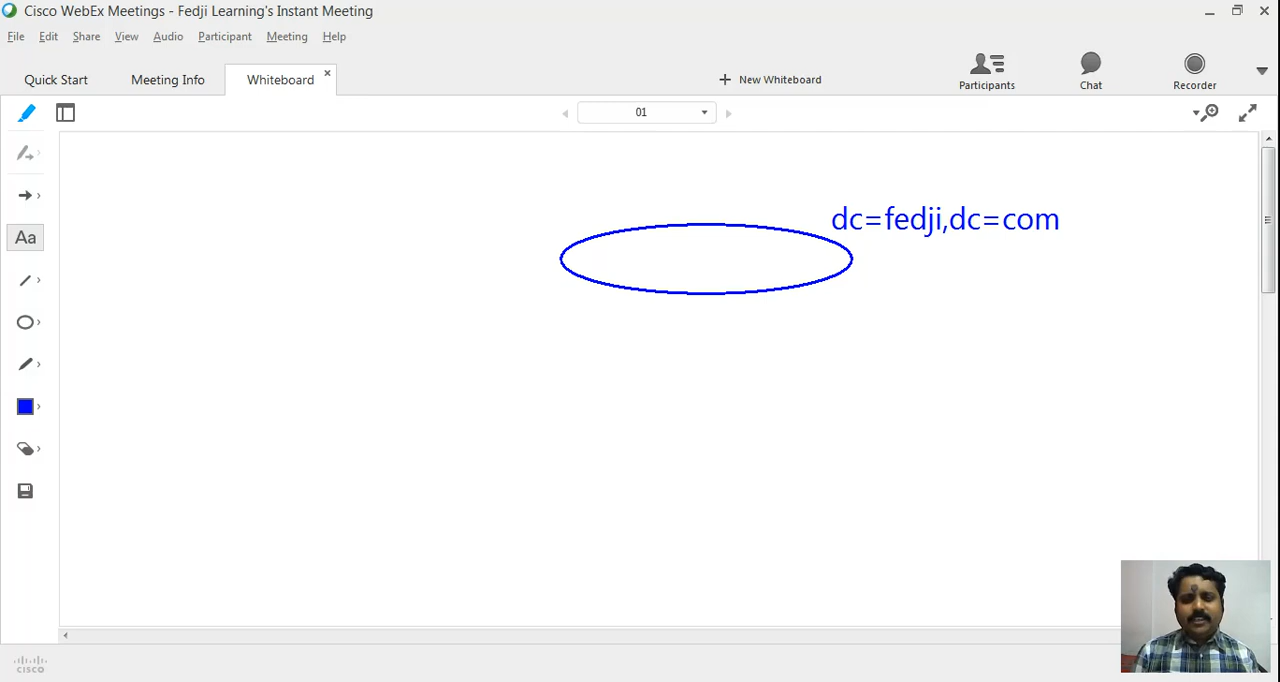 Cisco WebEx Meetings - Fedji Learning's Instant Meeting
File Edit Share View Audio Participant Meeting Help
Quick Start Meeting Info Whiteboard New Whiteboard Participants Chat Recorder
01
dc=fedji,dc=com
Aa
CISCO